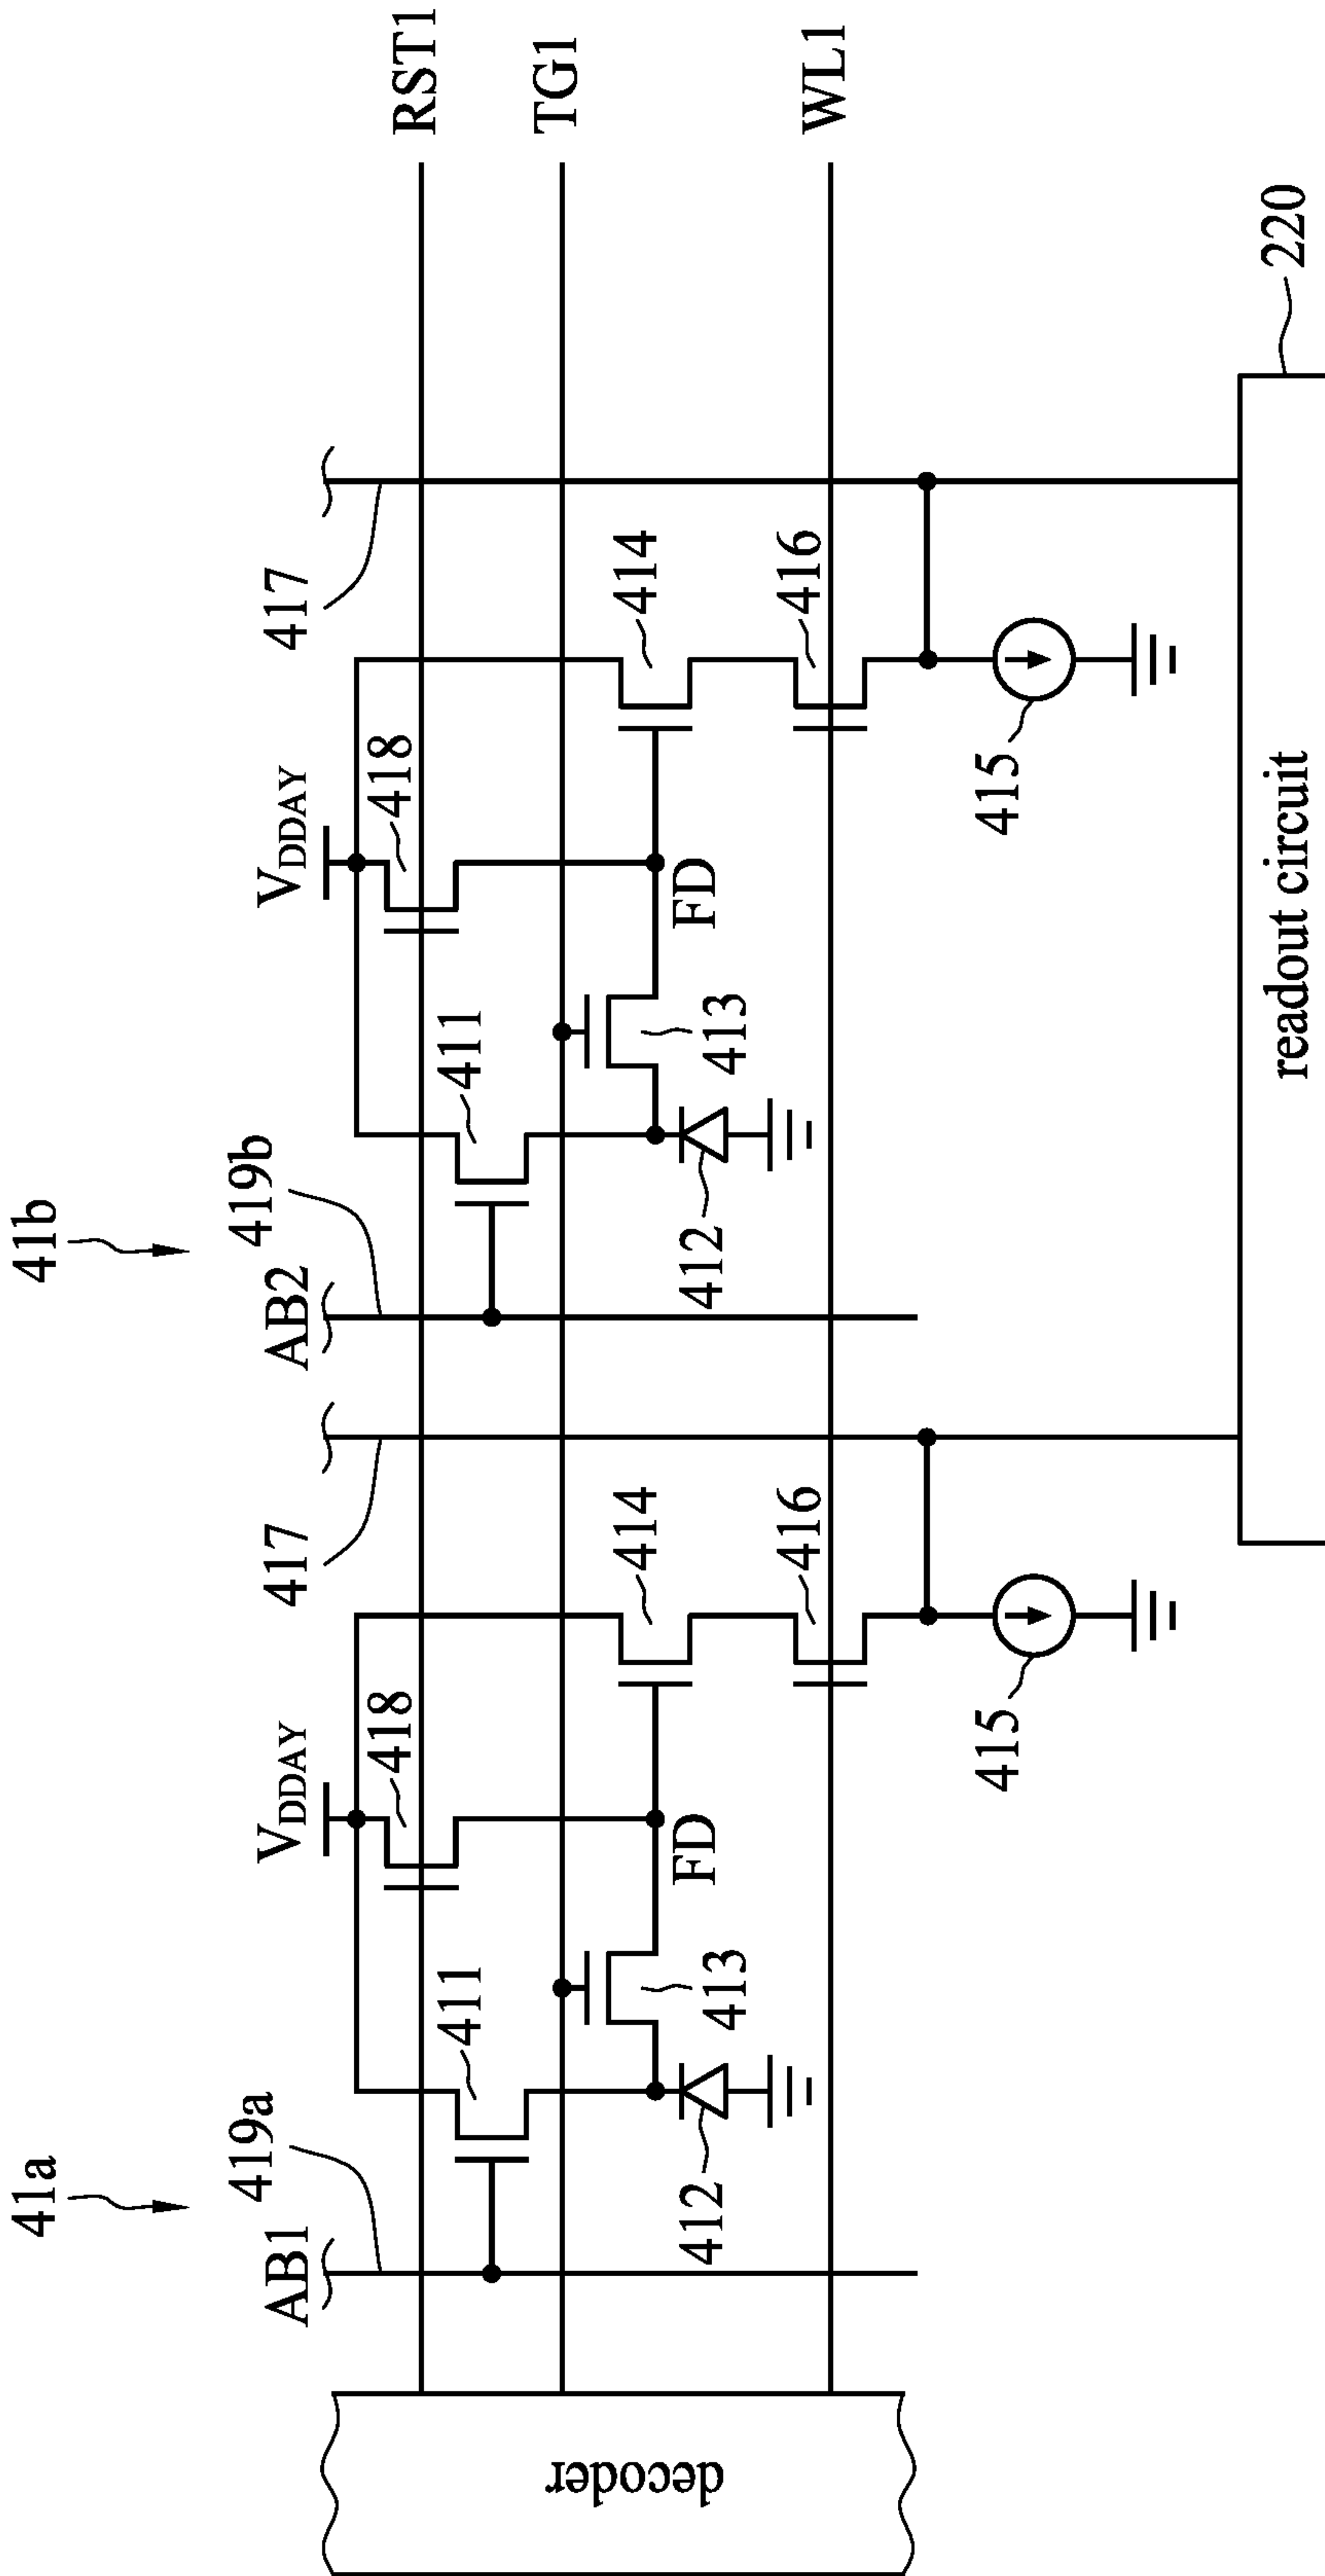 41a
41b
AB1
419a
VDDAY
417
AB2
419b
VDDAY
417
411
418
411
418
RST1
TG1
413
FD
414
413
FD
414
412
416
412
416
WL1
decoder
415
415
readout circuit
220